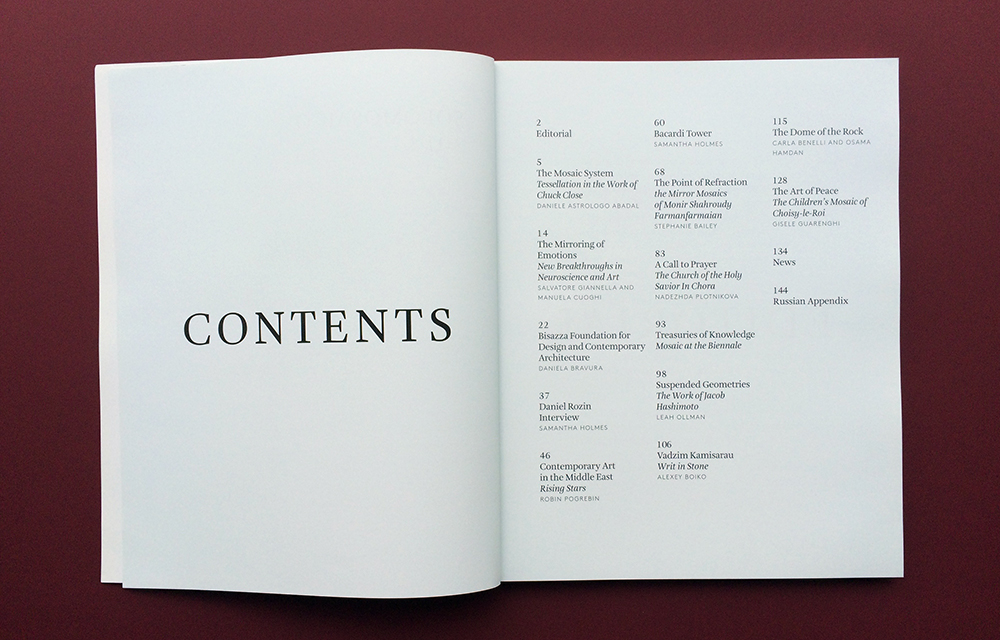 CONTENTS
2
Editorial
5
The Mosaic System
Tessellation in the Work of
Chuck Close
DANIELE ASTROLOGO ABADAL
14
The Mirroring of
Emotions
New Breakthroughs in
Neuroscience and Art
SALVATORE GIANNELLA AND
MANUELA CUOGHI
22
Bisazza Foundation for
Design and Contemporary
Architecture
DANIELA BRAVURA
37
Daniel Rozin
Interview
SAMANTHA HOLMES
46
Contemporary Art
in the Middle East
Rising Stars
ROBIN POGREBIN
60
Bacardi Tower
SAMANTHA HOLMES
68
The Point of Refraction
the Mirror Mosaics
of Monir Shahroudy
Farmanfarmaian
STEPHANIE BAILEY
83
A Call to Prayer
The Church of the Holy
Savior In Chora
NADEZHDA PLOTNIKOVA
93
Treasuries of Knowledge
Mosaic at the Biennale
98
Suspended Geometries
The Work of Jacob
Hashimoto
LEAH OLLMAN
106
Vadzim Kamisarau
Writ in Stone
ALEXEY BOIKO
115
The Dome of the Rock
CARLA BENELLI AND OSAMA
HAMDAN
128
The Art of Peace
The Children's Mosaic of
Choisy-le-Roi
GISELE GUARENGHI
134
News
144
Russian Appendix